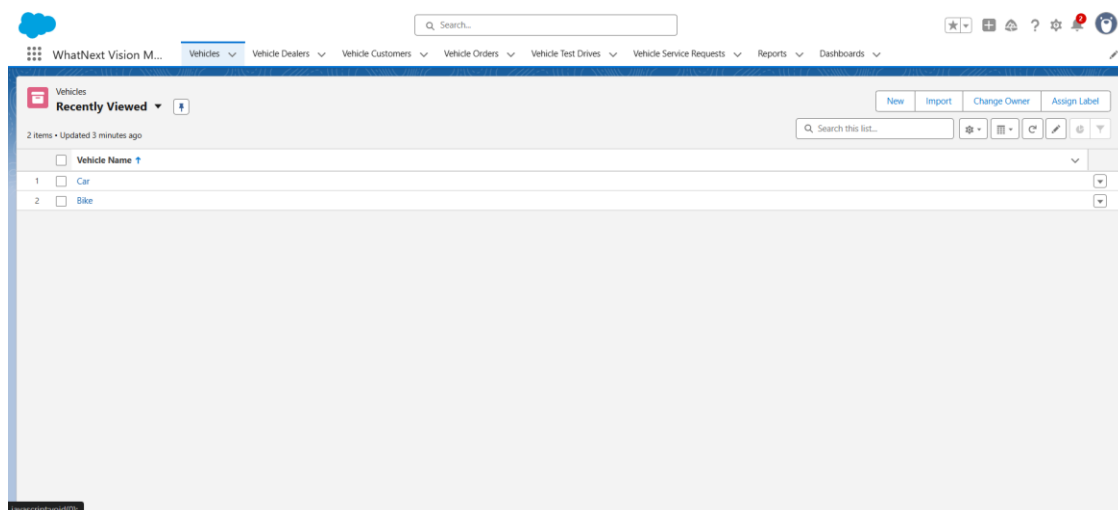 Search...
2
WhatNext Vision M... Vehicles Vehicle Dealers Vehicle Customers Vehicle Orders Vehicle Test Drives Vehicle Service Requests Reports Dashboards
Vehicles
Recently Viewed
New Import Change Owner Assign Label
2 items • Updated 3 minutes ago
Search this list...
Vehicle Name
1 Car
2 Bike